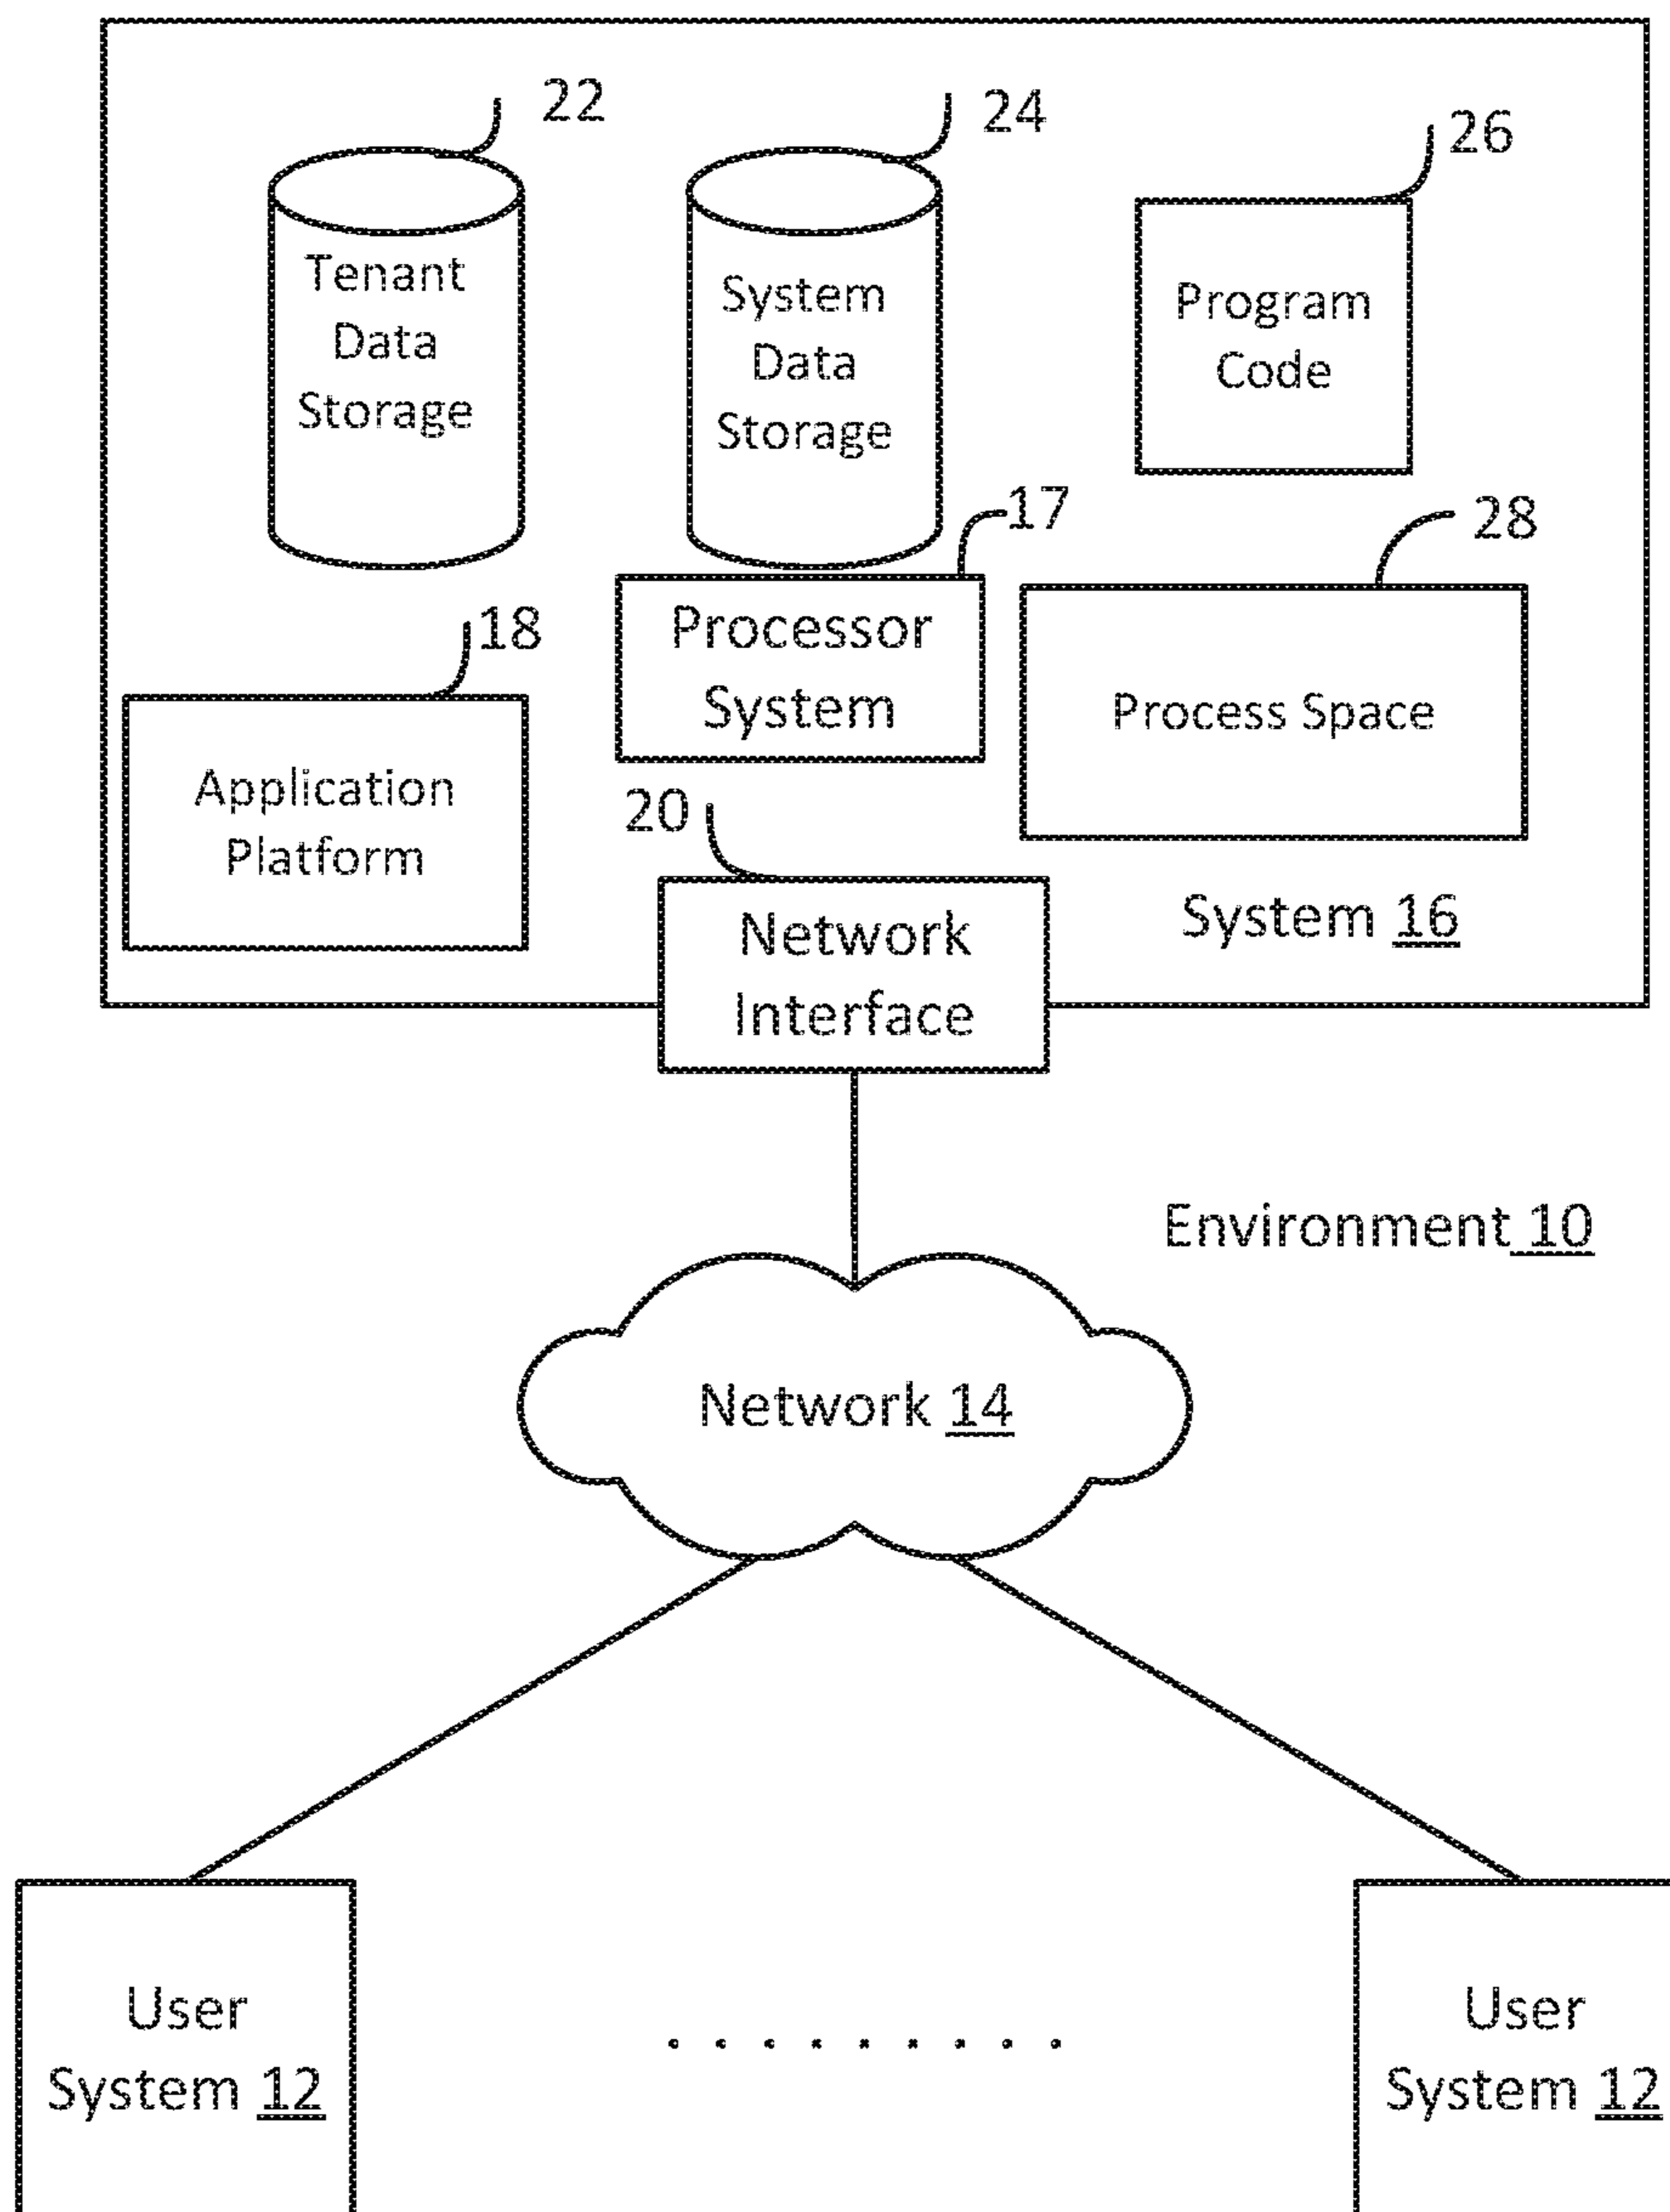 22
24
26
Tenant
Data
Storage
System
Data
Storage
Program
Code
17
28
18
Processor
System
Process Space
Application
Platform
20
Network
Interface
System 16
Environment 10
Network 14
User
System 12
. . . . . . . . .
User
System 12